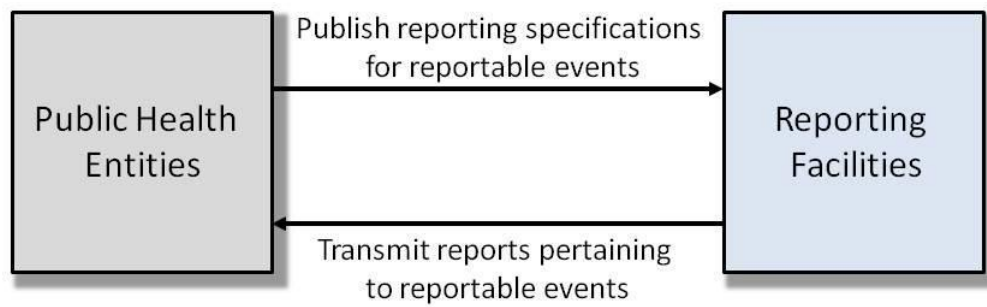 Publish reporting specifications
for reportable events
Public Health
Entities
Reporting
Facilities
Transmit reports pertaining
to reportable events